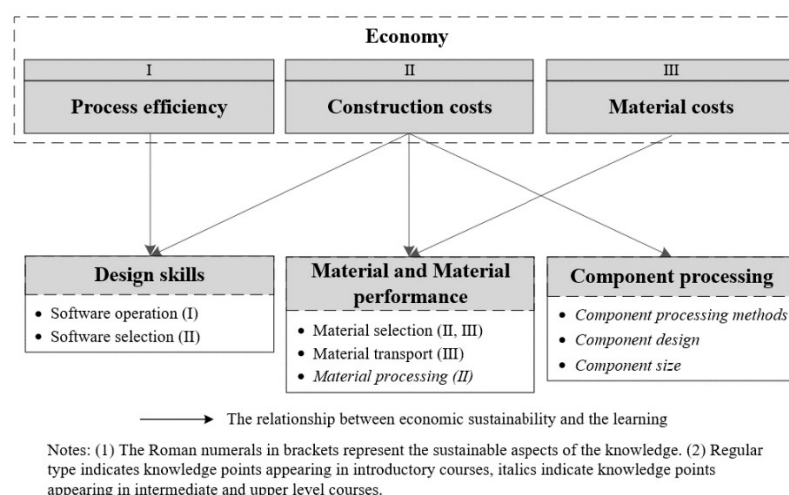 Economy
I
Process efficiency
II
Construction costs
III
Material costs
Design skills
• Software operation (I)
• Software selection (II)
Material and Material
performance
• Material selection (II, III)
• Material transport (III)
• Material processing (II)
Component processing
• Component processing methods
• Component design
• Component size
The relationship between economic sustainability and the learning
Notes: (1) The Roman numerals in brackets represent the sustainable aspects of the knowledge. (2) Regular
type indicates knowledge points appearing in introductory courses, italics indicate knowledge points
appearing in intermediate and upper level courses.